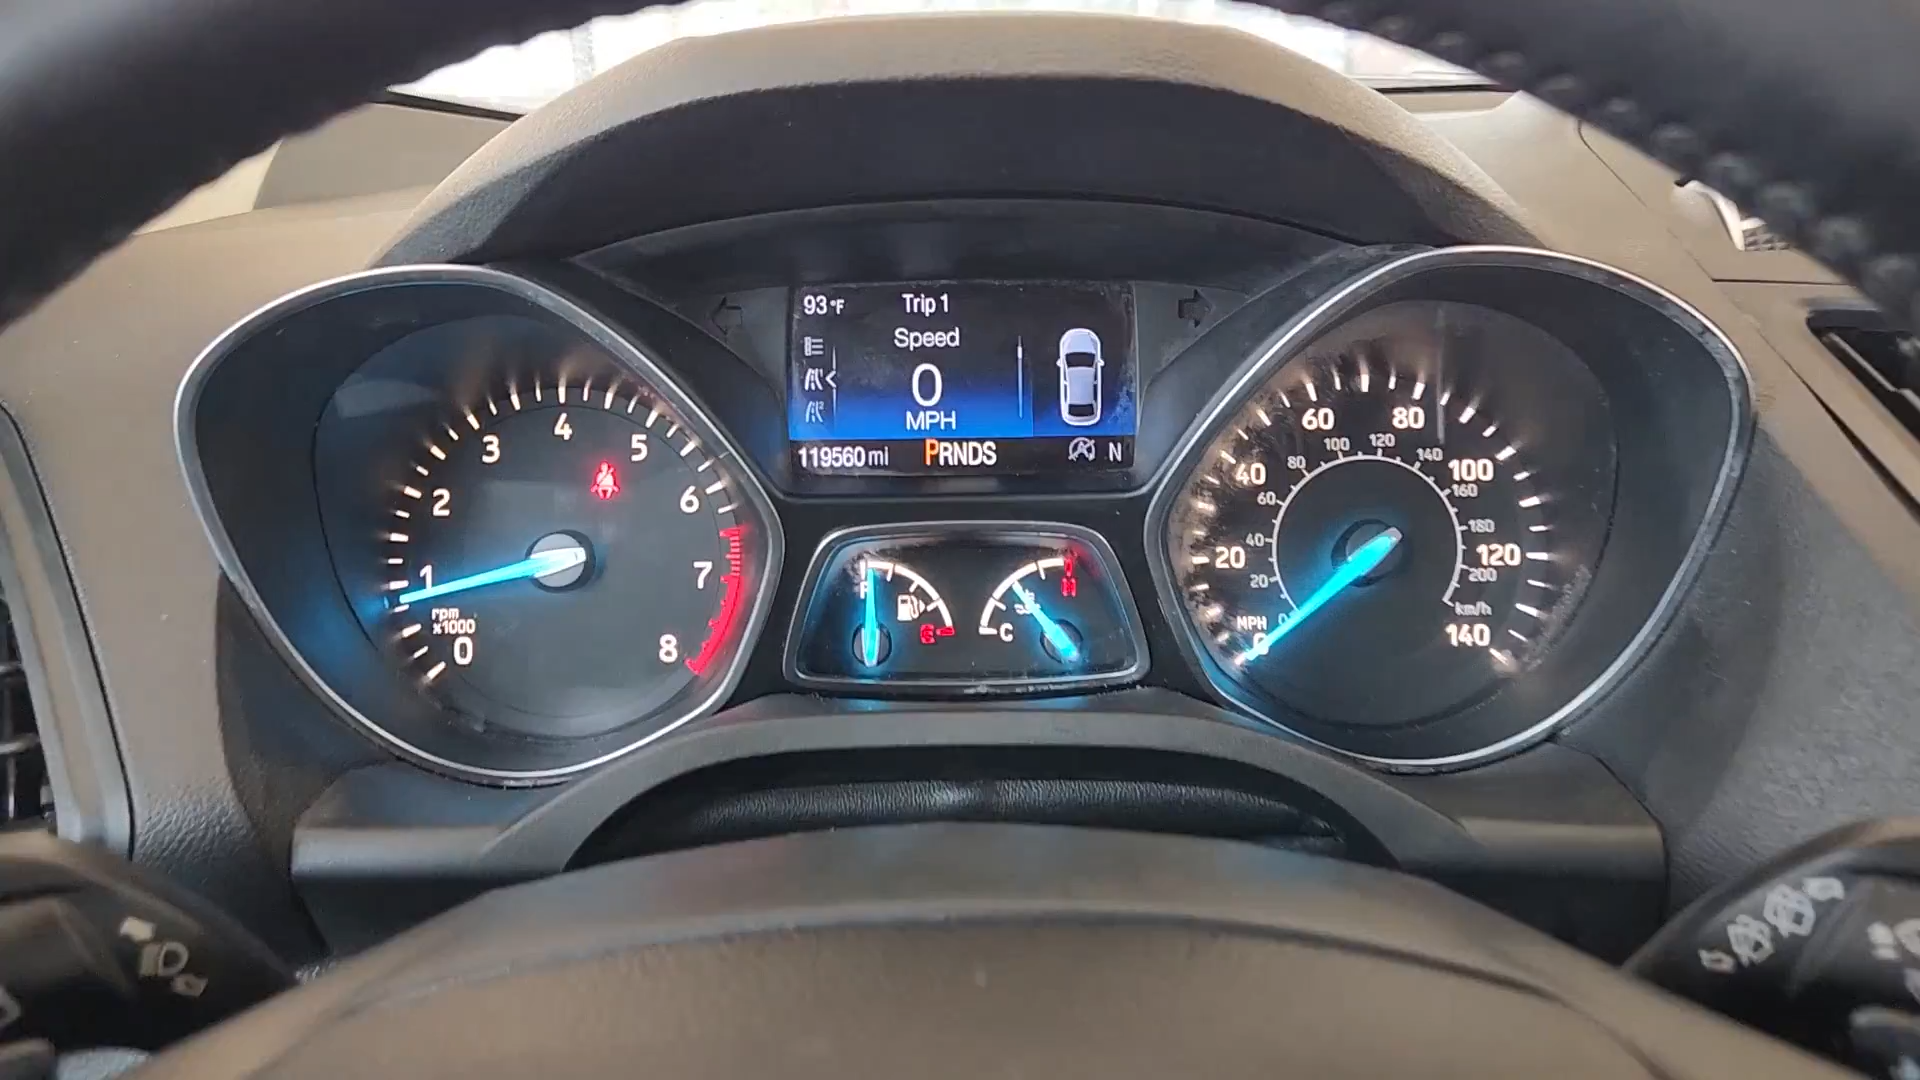 93°F Trip 1
Speed
0
MPH
119560 mi PRNDS N
0 1 2 3 4 5 6 7 8
rpm
x1000
F
C H
0 20 40 60 80 100 120 140
MPH
0 20 40 60 80 100 120 140 160 180 200
km/h